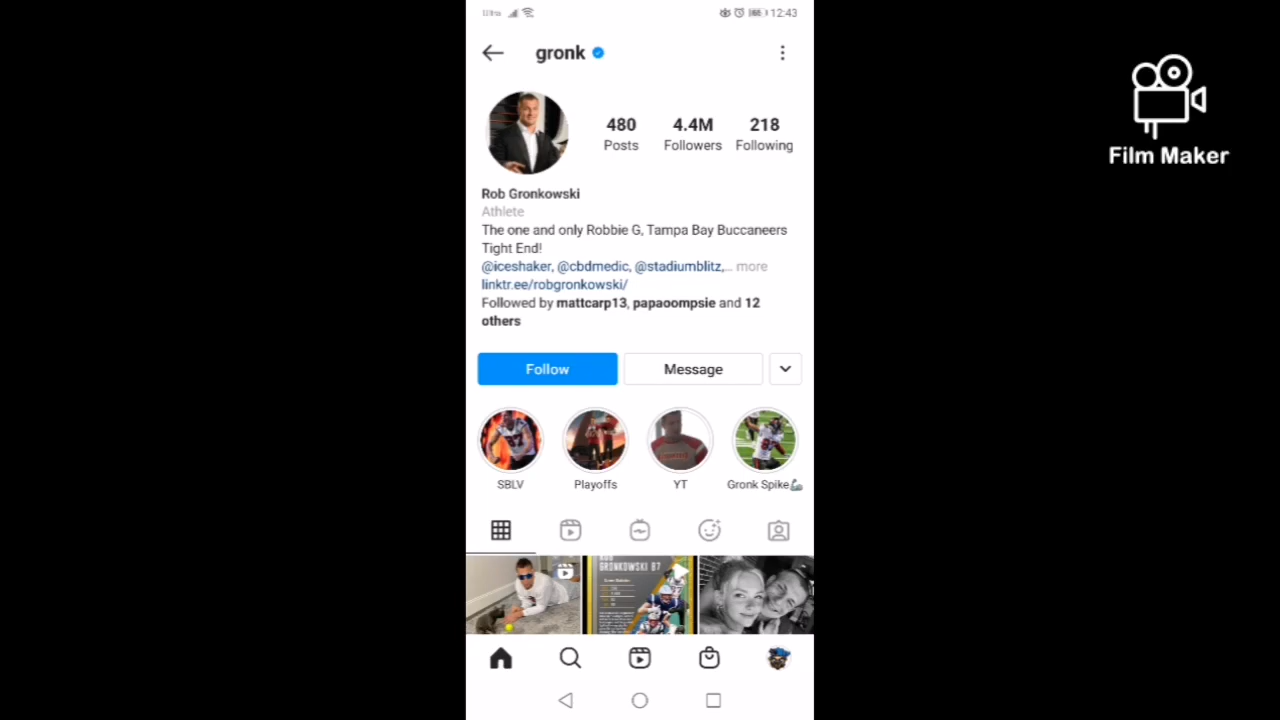 12:43
gronk
Film Maker
480 4.4M 218
Posts Followers Following
Rob Gronkowski
Athlete
The one and only Robbie G, Tampa Bay Buccaneers
Tight End!
@iceshaker, @cbdmedic, @stadiumblitz,... more
linktr.ee/robgronkowski/
Followed by mattcarp13, papaoompsie and 12
others
Follow Message
SBLV Playoffs YT Gronk Spike🦾
GRONKOWSKI 87